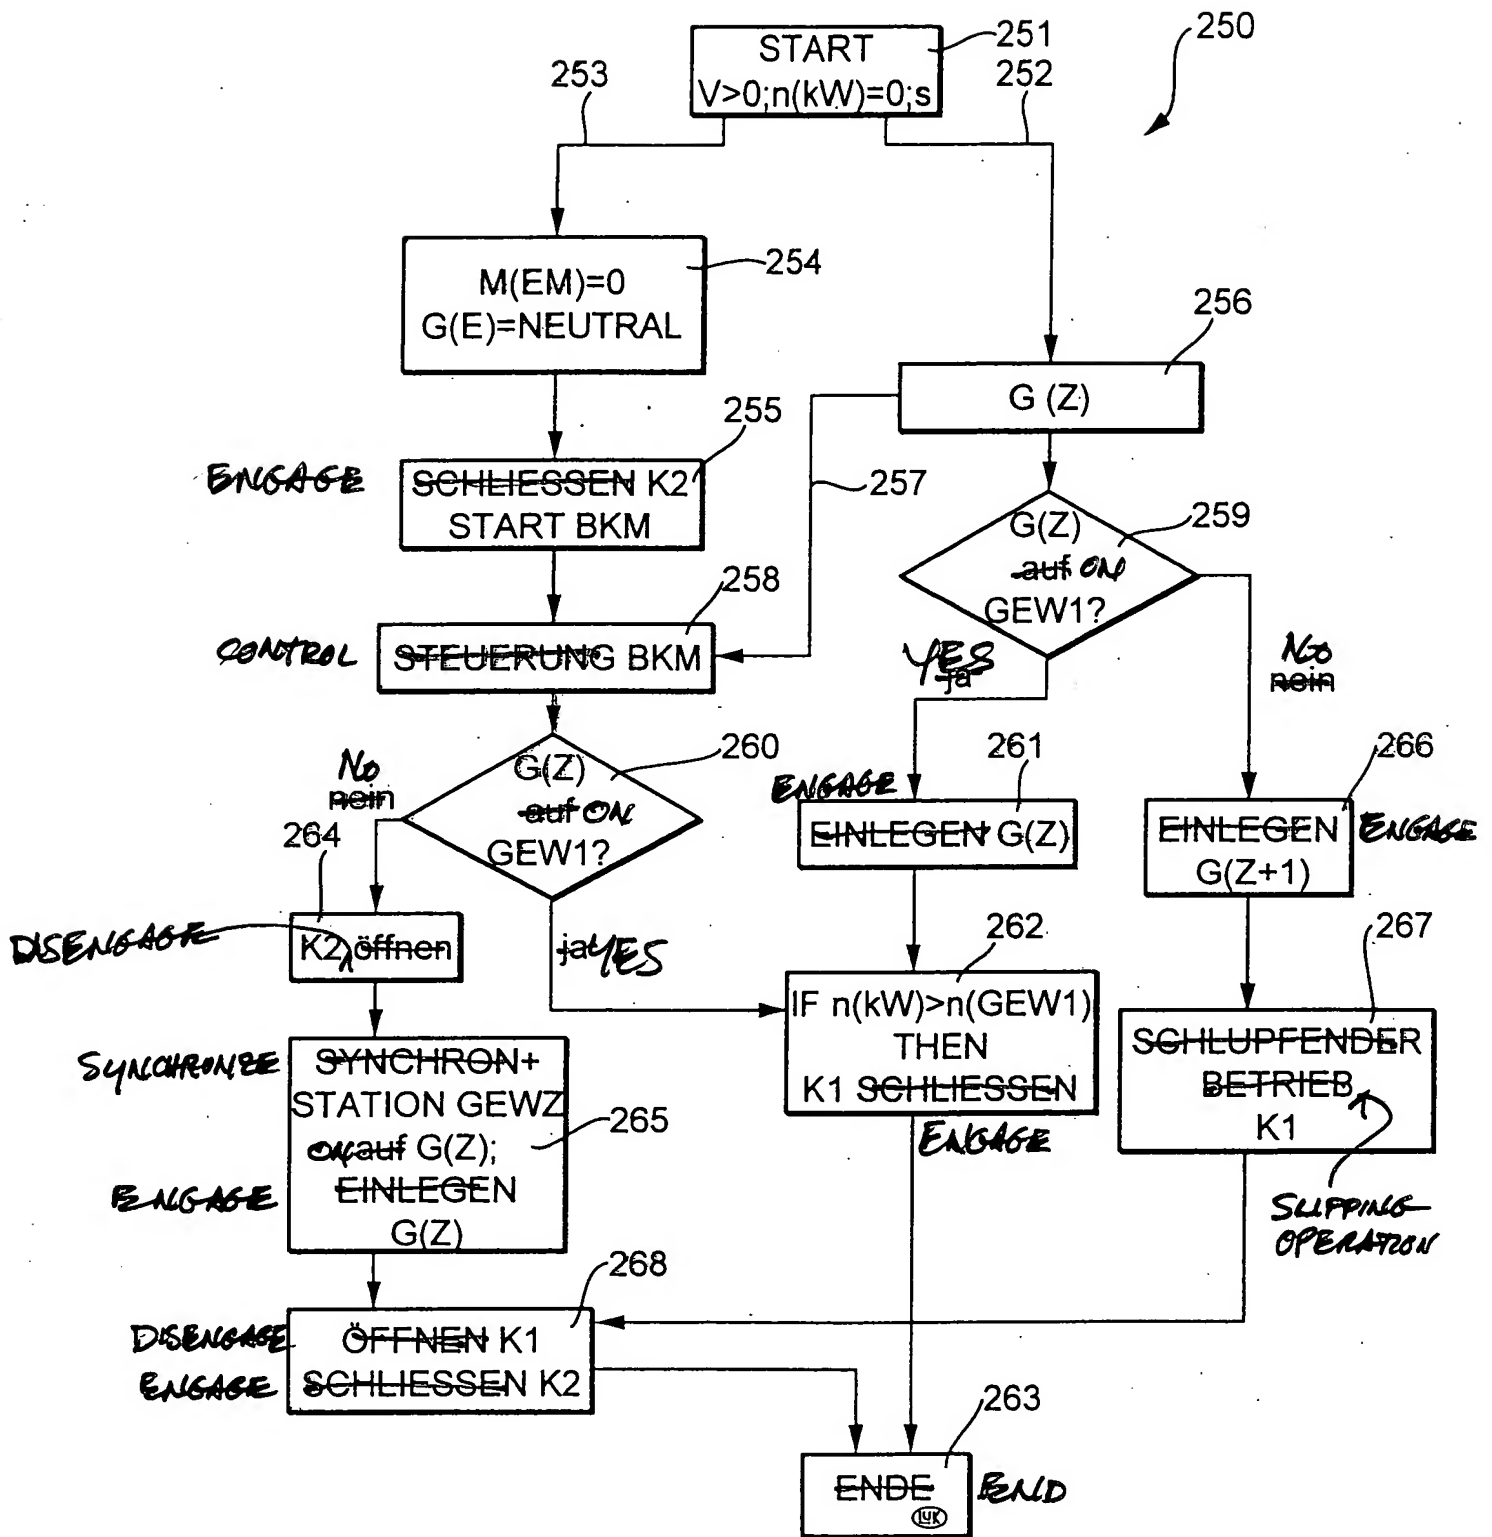 START
V>0;n(kW)=0;s
251
250
253
252
M(EM)=0
G(E)=NEUTRAL
254
256
G (Z)
255
ENGAGE
SCHLIESSEN K2
START BKM
257
G(Z)
auf ON
GEW1?
259
258
CONTROL
STEUERUNG BKM
YES
ja
No
nein
G(Z)
auf ON
GEW1?
260
No
nein
264
ENGAGE
261
EINLEGEN G(Z)
266
EINLEGEN
G(Z+1)
ENGAGE
DISENGAGE
K2 öffnen
ja YES
262
IF n(kW)>n(GEW1)
THEN
K1 SCHLIESSEN
ENGAGE
267
SCHLUPFENDER
BETRIEB
K1
SLIPPING
OPERATION
SYNCHRONZE
SYNCHRON+
STATION GEWZ
ON auf G(Z);
EINLEGEN
G(Z)
265
ENGAGE
268
DISENGAGE
ÖFFNEN K1
ENGAGE
SCHLIESSEN K2
263
ENDE
END
LUK